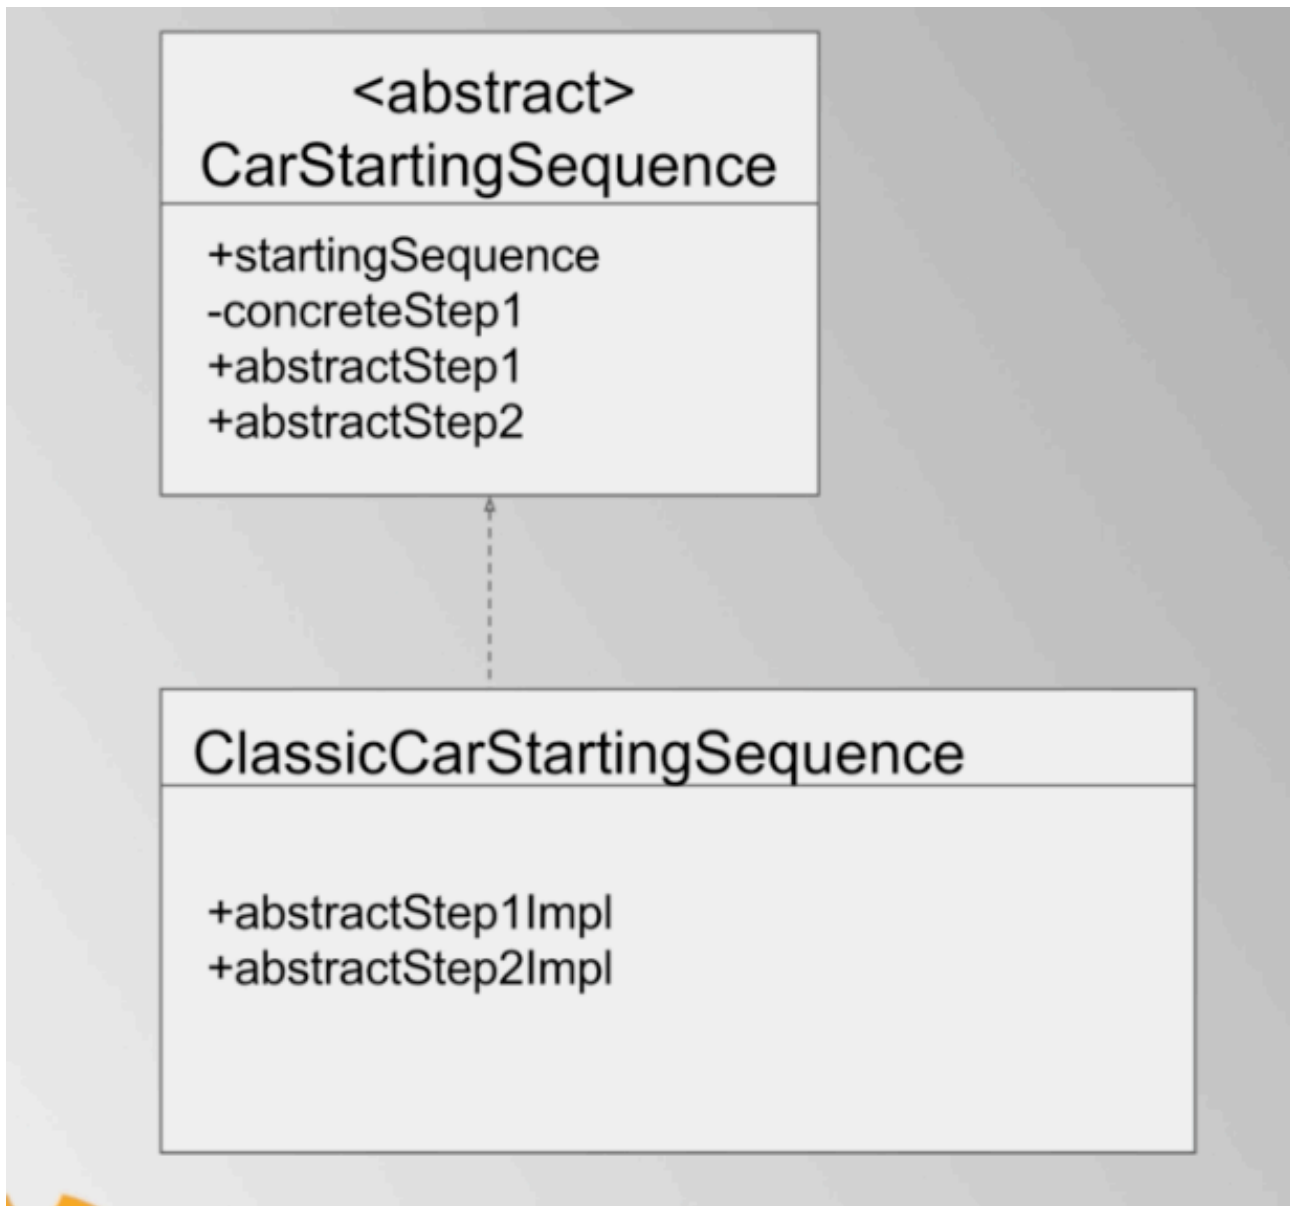 <abstract>
CarStartingSequence
+startingSequence
-concreteStep1
+abstractStep1
+abstractStep2
ClassicCarStartingSequence
+abstractStep1Impl
+abstractStep2Impl